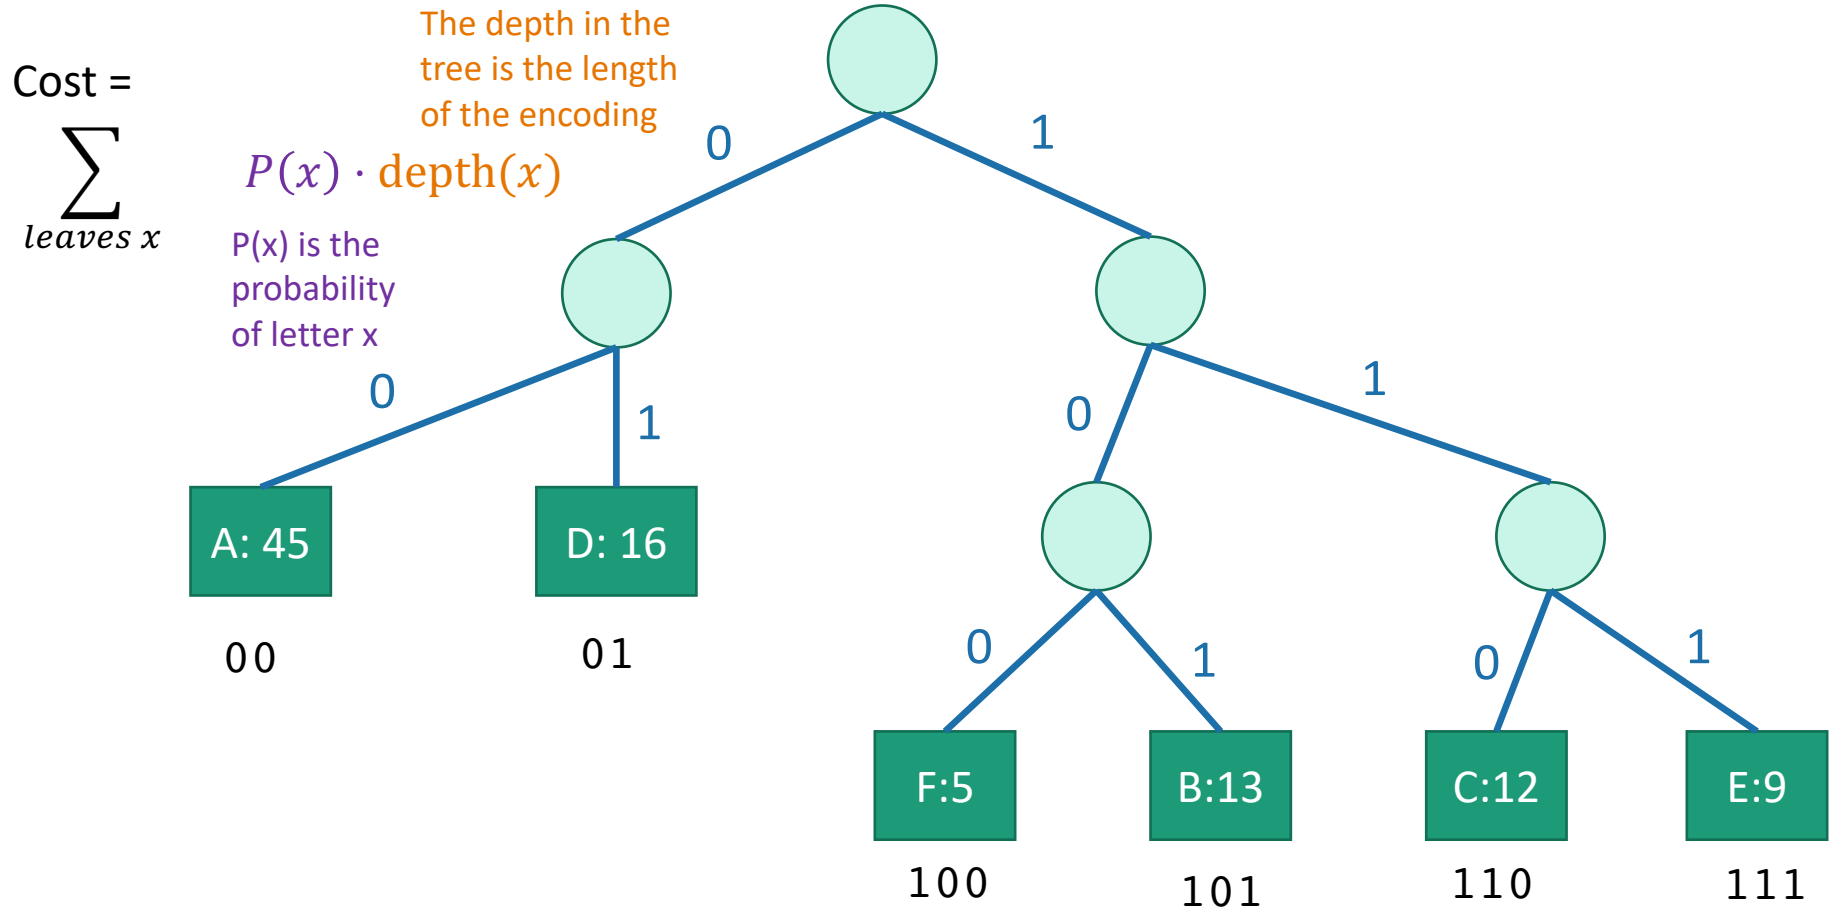 The depth in the
tree is the length
of the encoding
Cost =
∑
leaves x
P(x) · depth(x)
P(x) is the
probability
of letter x
0
1
0
1
0
1
A: 45
D: 16
00
01
0
1
0
1
F:5
B:13
C:12
E:9
100
101
110
111